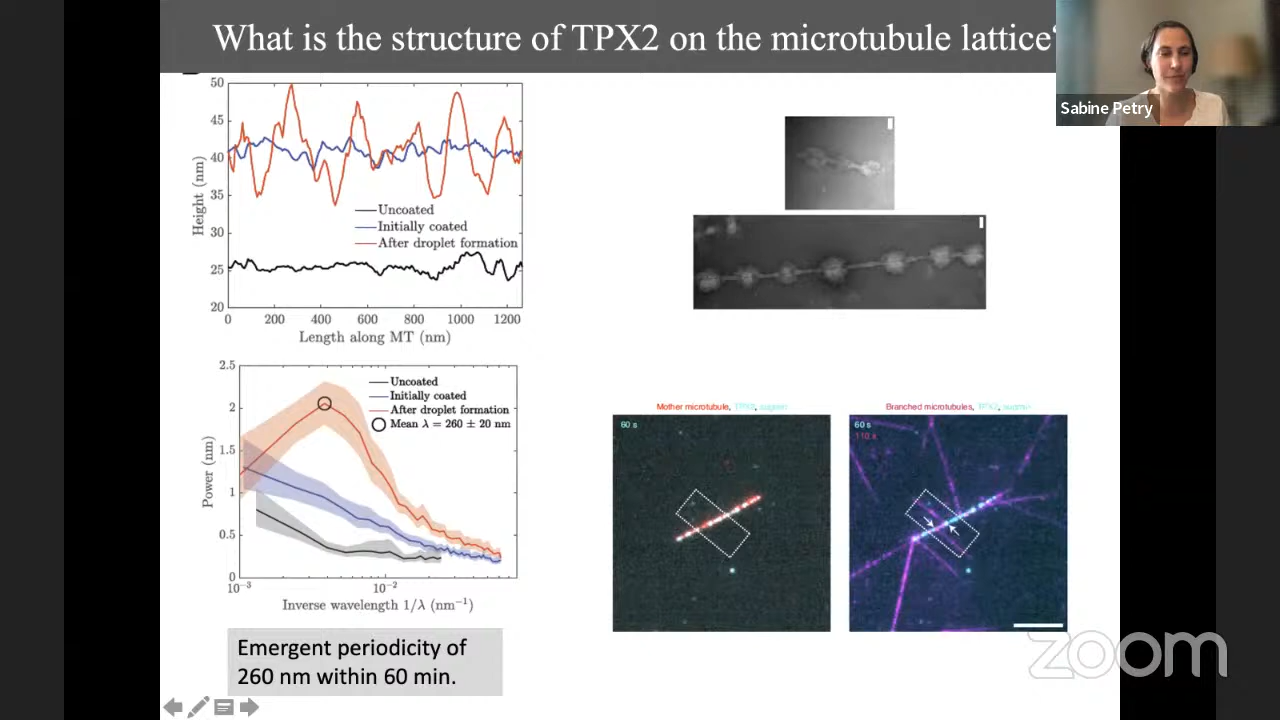 What is the structure of TPX2 on the microtubule lattice?
Sabine Petry
50
45
40
35
30
25
20
Height (nm)
Uncoated
Initially coated
After droplet formation
0 200 400 600 800 1000 1200
Length along MT (nm)
2.5
2
1.5
1
0.5
0
Power (nm)
Uncoated
Initially coated
After droplet formation
Mean λ = 260 ± 20 nm
10⁻³ 10⁻²
Inverse wavelength 1/λ (nm⁻¹)
Emergent periodicity of
260 nm within 60 min.
Mother microtubule, TPX2, augmin
60 s
Branched microtubules, TPX2, augmin
60 s
110 s
zoom